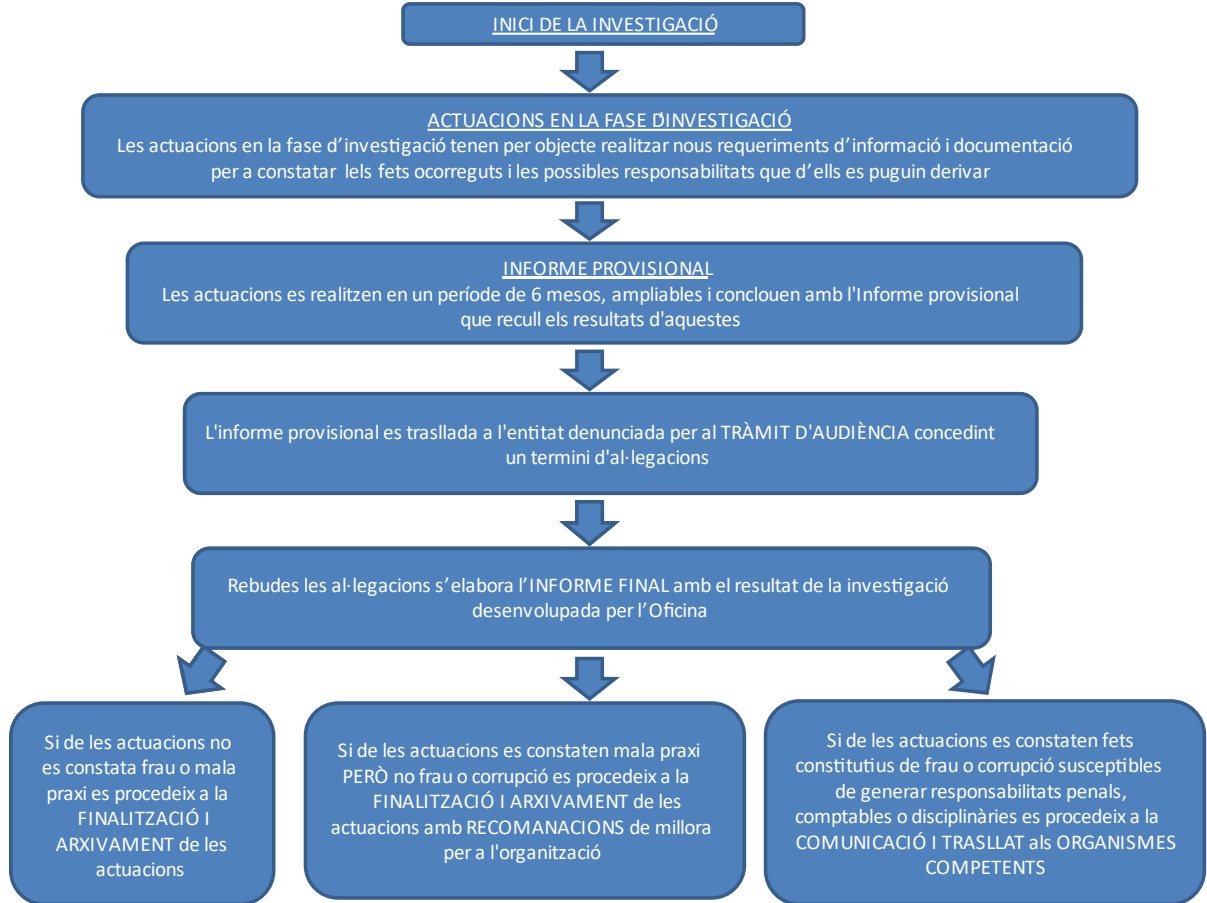 INICI DE LA INVESTIGACIÓ
ACTUACIONS EN LA FASE D'INVESTIGACIÓ
Les actuacions en la fase d’investigació tenen per objecte realitzar nous requeriments d’informació i documentació
per a constatar lels fets ocorreguts i les possibles responsabilitats que d’ells es puguin derivar
INFORME PROVISIONAL
Les actuacions es realitzen en un període de 6 mesos, ampliables i conclouen amb l'Informe provisional
que recull els resultats d'aquestes
L'informe provisional es trasllada a l'entitat denunciada per al TRÀMIT D'AUDIÈNCIA concedint
un termini d'al·legacions
Rebudes les al·legacions s’elabora l’INFORME FINAL amb el resultat de la investigació
desenvolupada per l’Oficina
Si de les actuacions no
es constata frau o mala
praxi es procedeix a la
FINALITZACIÓ I
ARXIVAMENT de les
actuacions
Si de les actuacions es constaten mala praxi
PERÒ no frau o corrupció es procedeix a la
FINALITZACIÓ I ARXIVAMENT de les
actuacions amb RECOMANACIONS de millora
per a l'organització
Si de les actuacions es constaten fets
constitutius de frau o corrupció susceptibles
de generar responsabilitats penals,
comptables o disciplinàries es procedeix a la
COMUNICACIÓ I TRASLLAT als ORGANISMES
COMPETENTS